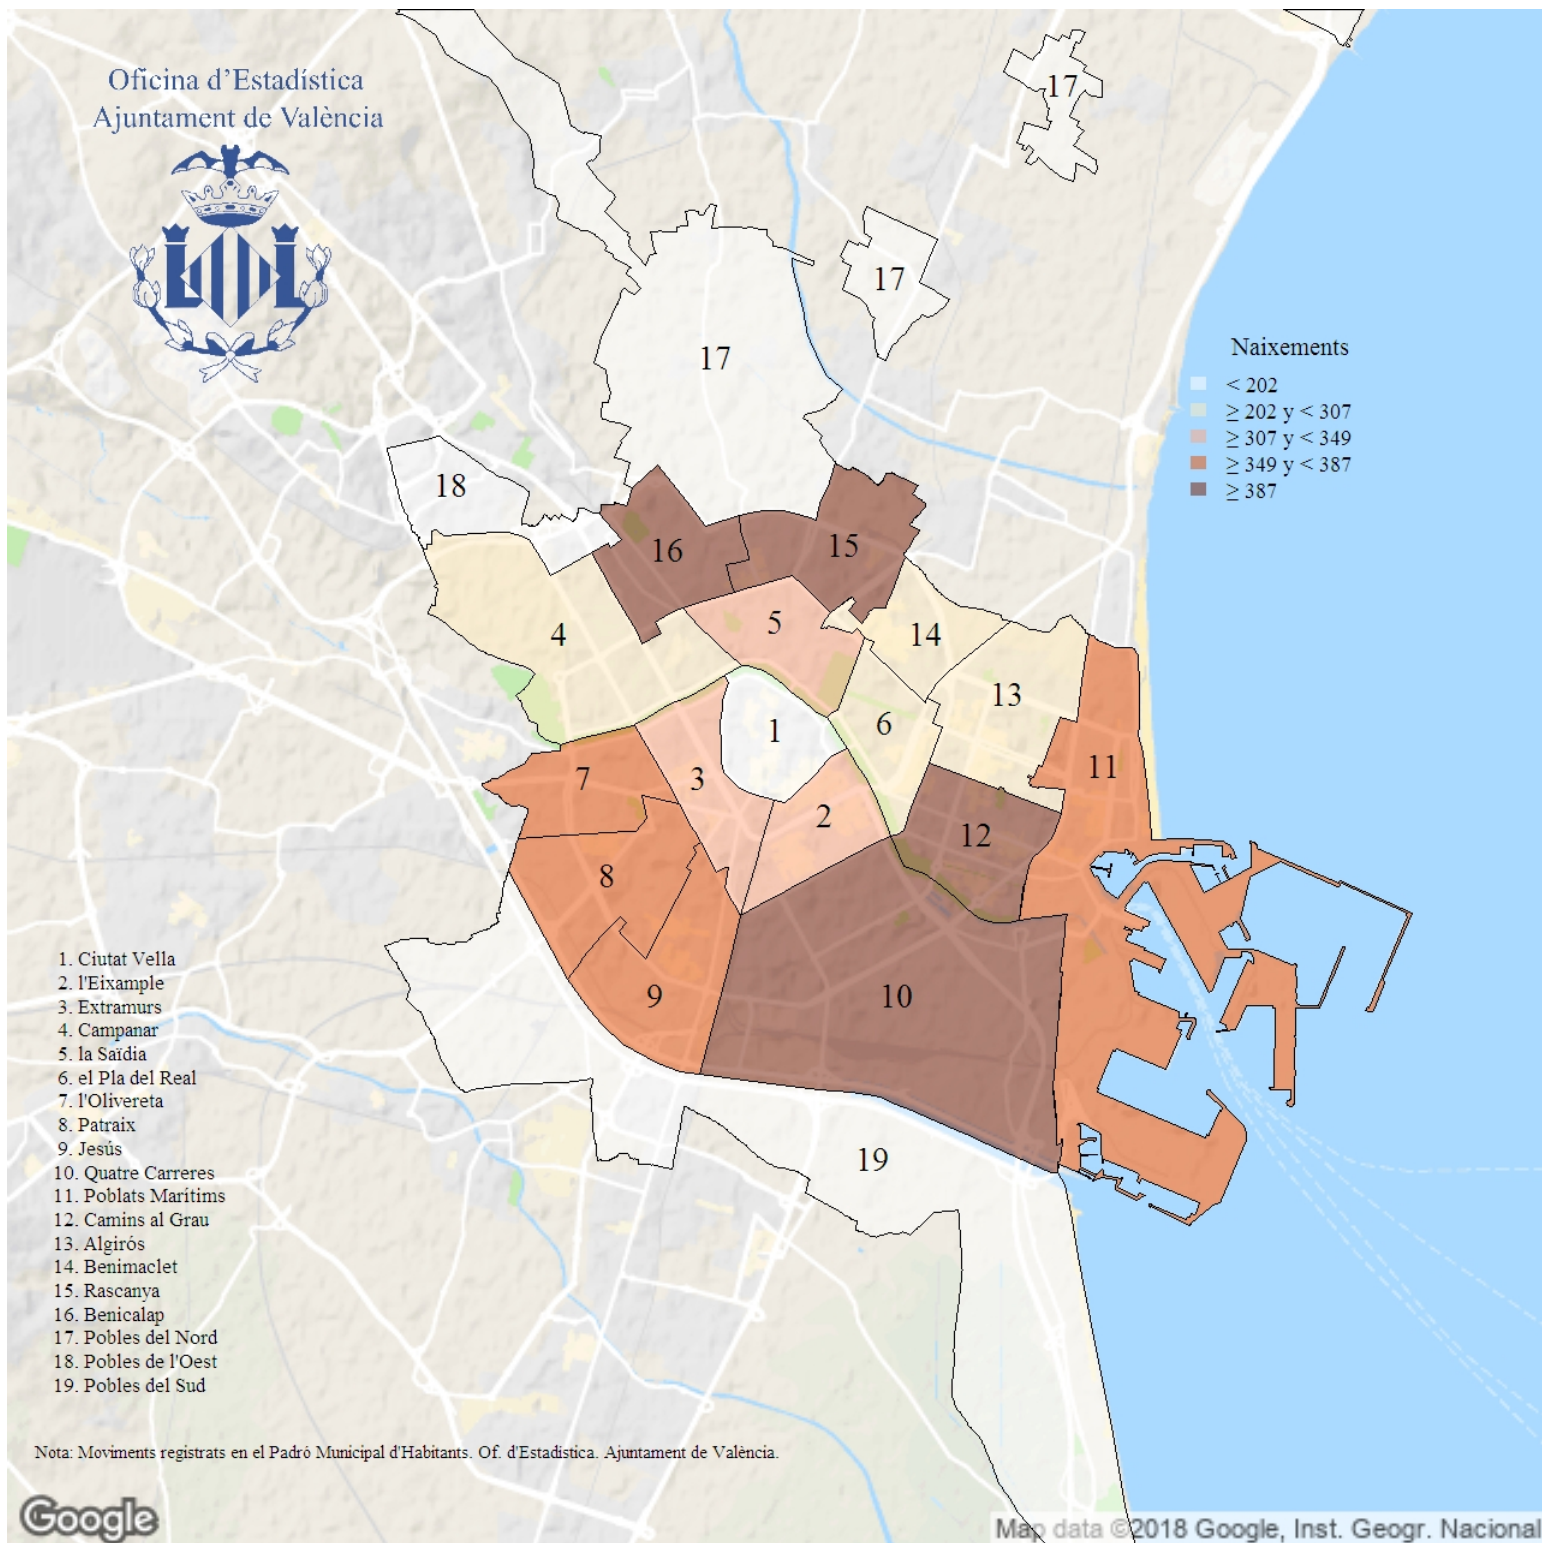 Oficina d'Estadística
Ajuntament de València
17
17
17
18
16
15
5
14
4
13
6
1
11
7
3
2
12
8
9
10
19
Naixements
< 202
≥ 202 y < 307
≥ 307 y < 349
≥ 349 y < 387
≥ 387
1. Ciutat Vella
2. l'Eixample
3. Extramurs
4. Campanar
5. la Saïdia
6. el Pla del Real
7. l'Olivereta
8. Patraix
9. Jesús
10. Quatre Carreres
11. Poblats Marítims
12. Camins al Grau
13. Algirós
14. Benimaclet
15. Rascanya
16. Benicalap
17. Pobles del Nord
18. Pobles de l'Oest
19. Pobles del Sud
Nota: Moviments registrats en el Padró Municipal d'Habitants. Of. d'Estadística. Ajuntament de València.
Google
Map data ©2018 Google, Inst. Geogr. Nacional